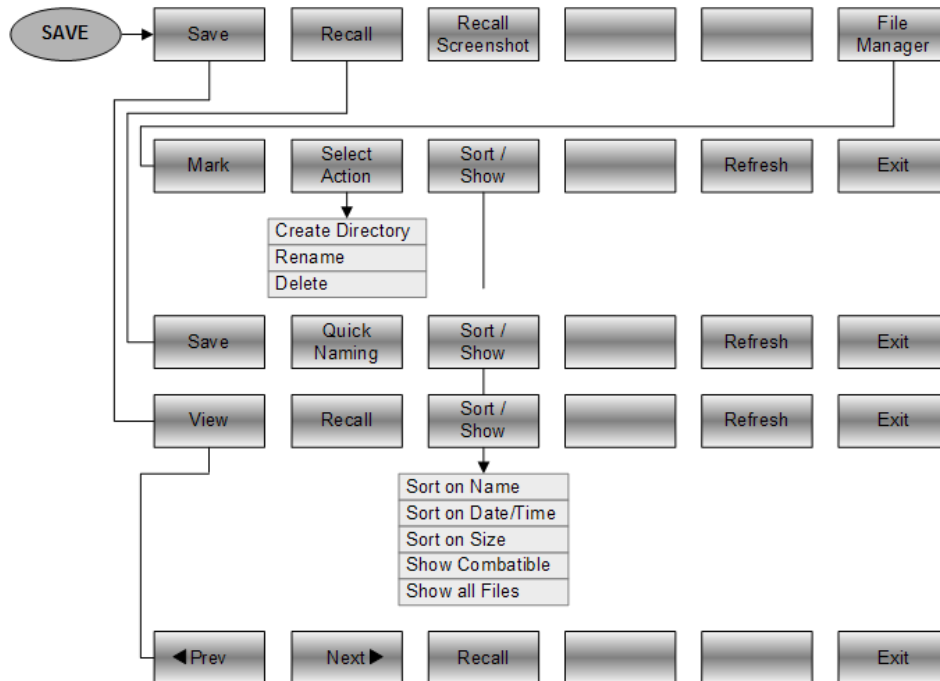 SAVE
Save
Recall
Recall
Screenshot
File
Manager
Mark
Select
Action
Sort /
Show
Refresh
Exit
Create Directory
Rename
Delete
Save
Quick
Naming
Sort /
Show
Refresh
Exit
View
Recall
Sort /
Show
Refresh
Exit
Sort on Name
Sort on Date/Time
Sort on Size
Show Combatible
Show all Files
◄Prev
Next►
Recall
Exit